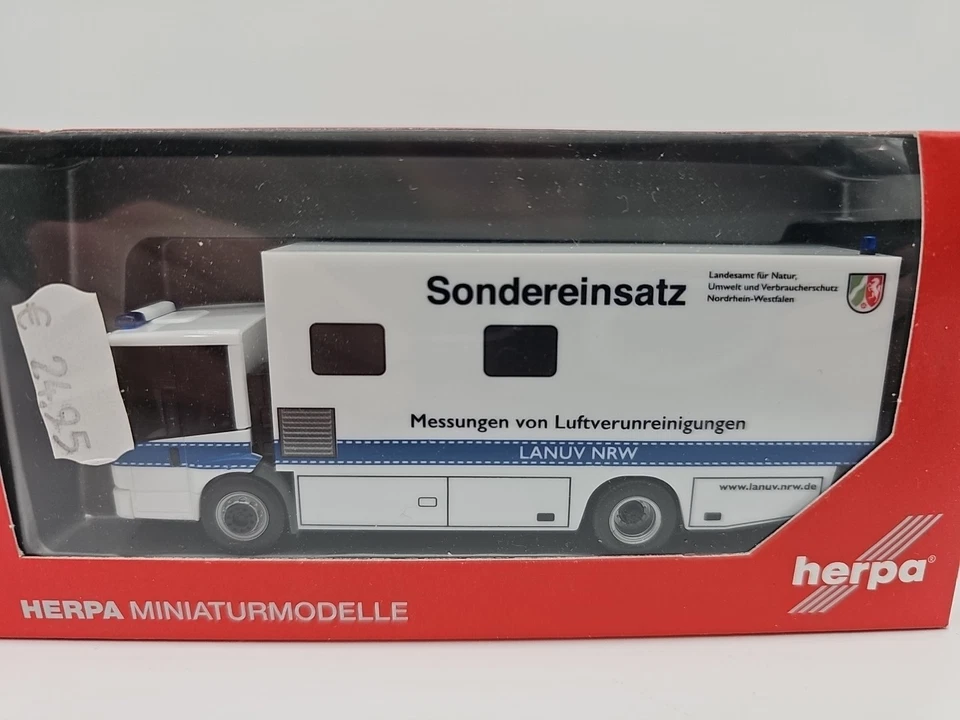 Sondereinsatz
Landesamt für Natur,
Umwelt und Verbraucherschutz
Nordrhein-Westfalen
€ 24.95
Messungen von Luftverunreinigungen
LANUV NRW
www.lanuv.nrw.de
herpa®
HERPA MINIATURMODELLE